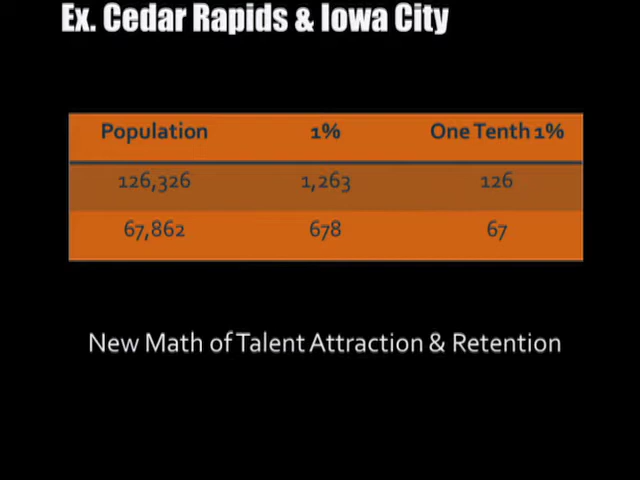 Ex. Cedar Rapids & Iowa City
Population 1% One Tenth 1%
126,326 1,263 126
67,862 678 67
New Math of Talent Attraction & Retention